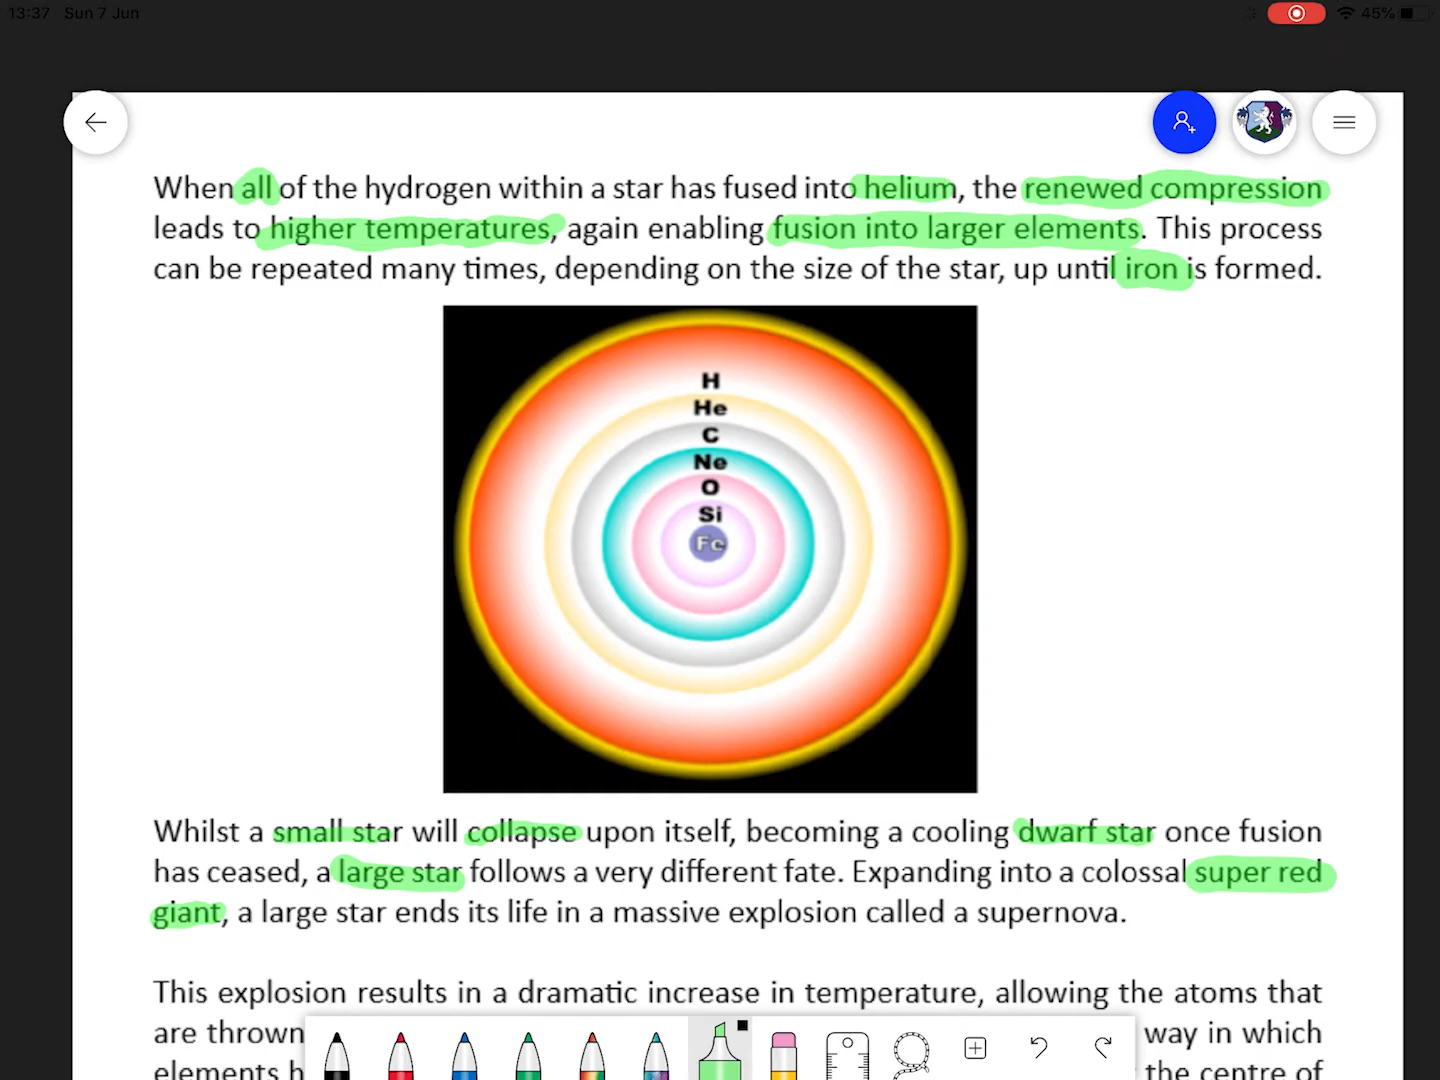 13:37 Sun 7 Jun
45%
When all of the hydrogen within a star has fused into helium, the renewed compression
leads to higher temperatures, again enabling fusion into larger elements. This process
can be repeated many times, depending on the size of the star, up until iron is formed.
H
He
C
Ne
O
Si
Fe
Whilst a small star will collapse upon itself, becoming a cooling dwarf star once fusion
has ceased, a large star follows a very different fate. Expanding into a colossal super red
giant, a large star ends its life in a massive explosion called a supernova.
This explosion results in a dramatic increase in temperature, allowing the atoms that
are thrown way in which
elements h the centre of